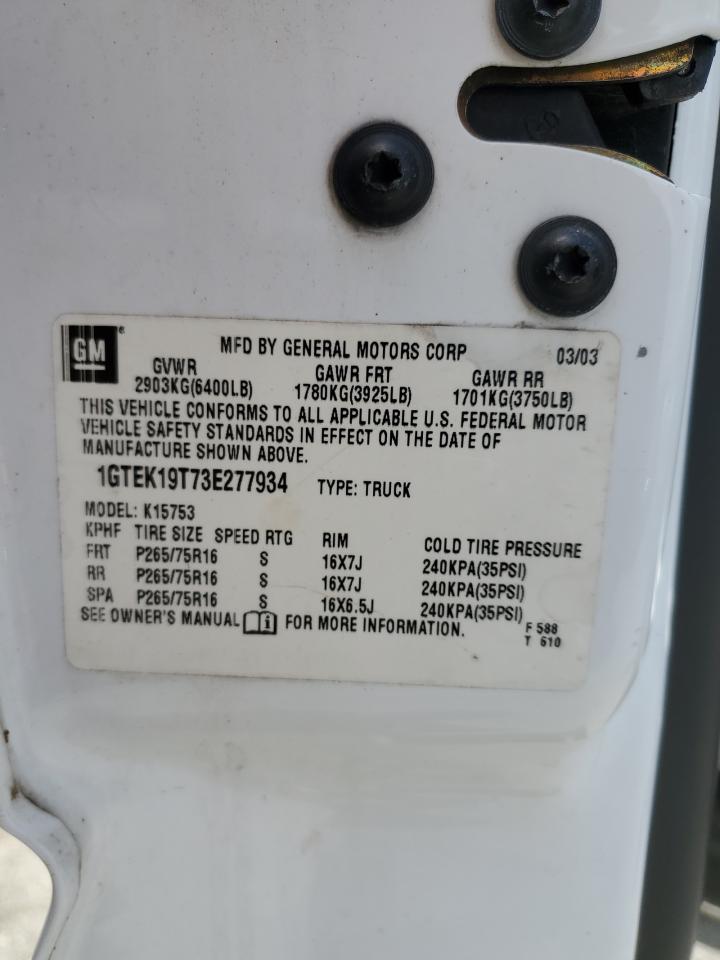 GM
MFD BY GENERAL MOTORS CORP 03/03
GVWR GAWR FRT GAWR RR
2903KG(6400LB) 1780KG(3925LB) 1701KG(3750LB)
THIS VEHICLE CONFORMS TO ALL APPLICABLE U.S. FEDERAL MOTOR
VEHICLE SAFETY STANDARDS IN EFFECT ON THE DATE OF
MANUFACTURE SHOWN ABOVE.
1GTEK19T73E277934 TYPE: TRUCK
MODEL: K15753
KPHF TIRE SIZE SPEED RTG RIM COLD TIRE PRESSURE
FRT P265/75R16 S 16X7J 240KPA(35PSI)
RR P265/75R16 S 16X7J 240KPA(35PSI)
SPA P265/75R16 S 16X6.5J 240KPA(35PSI)
SEE OWNER'S MANUAL FOR MORE INFORMATION.
F 588
T 610